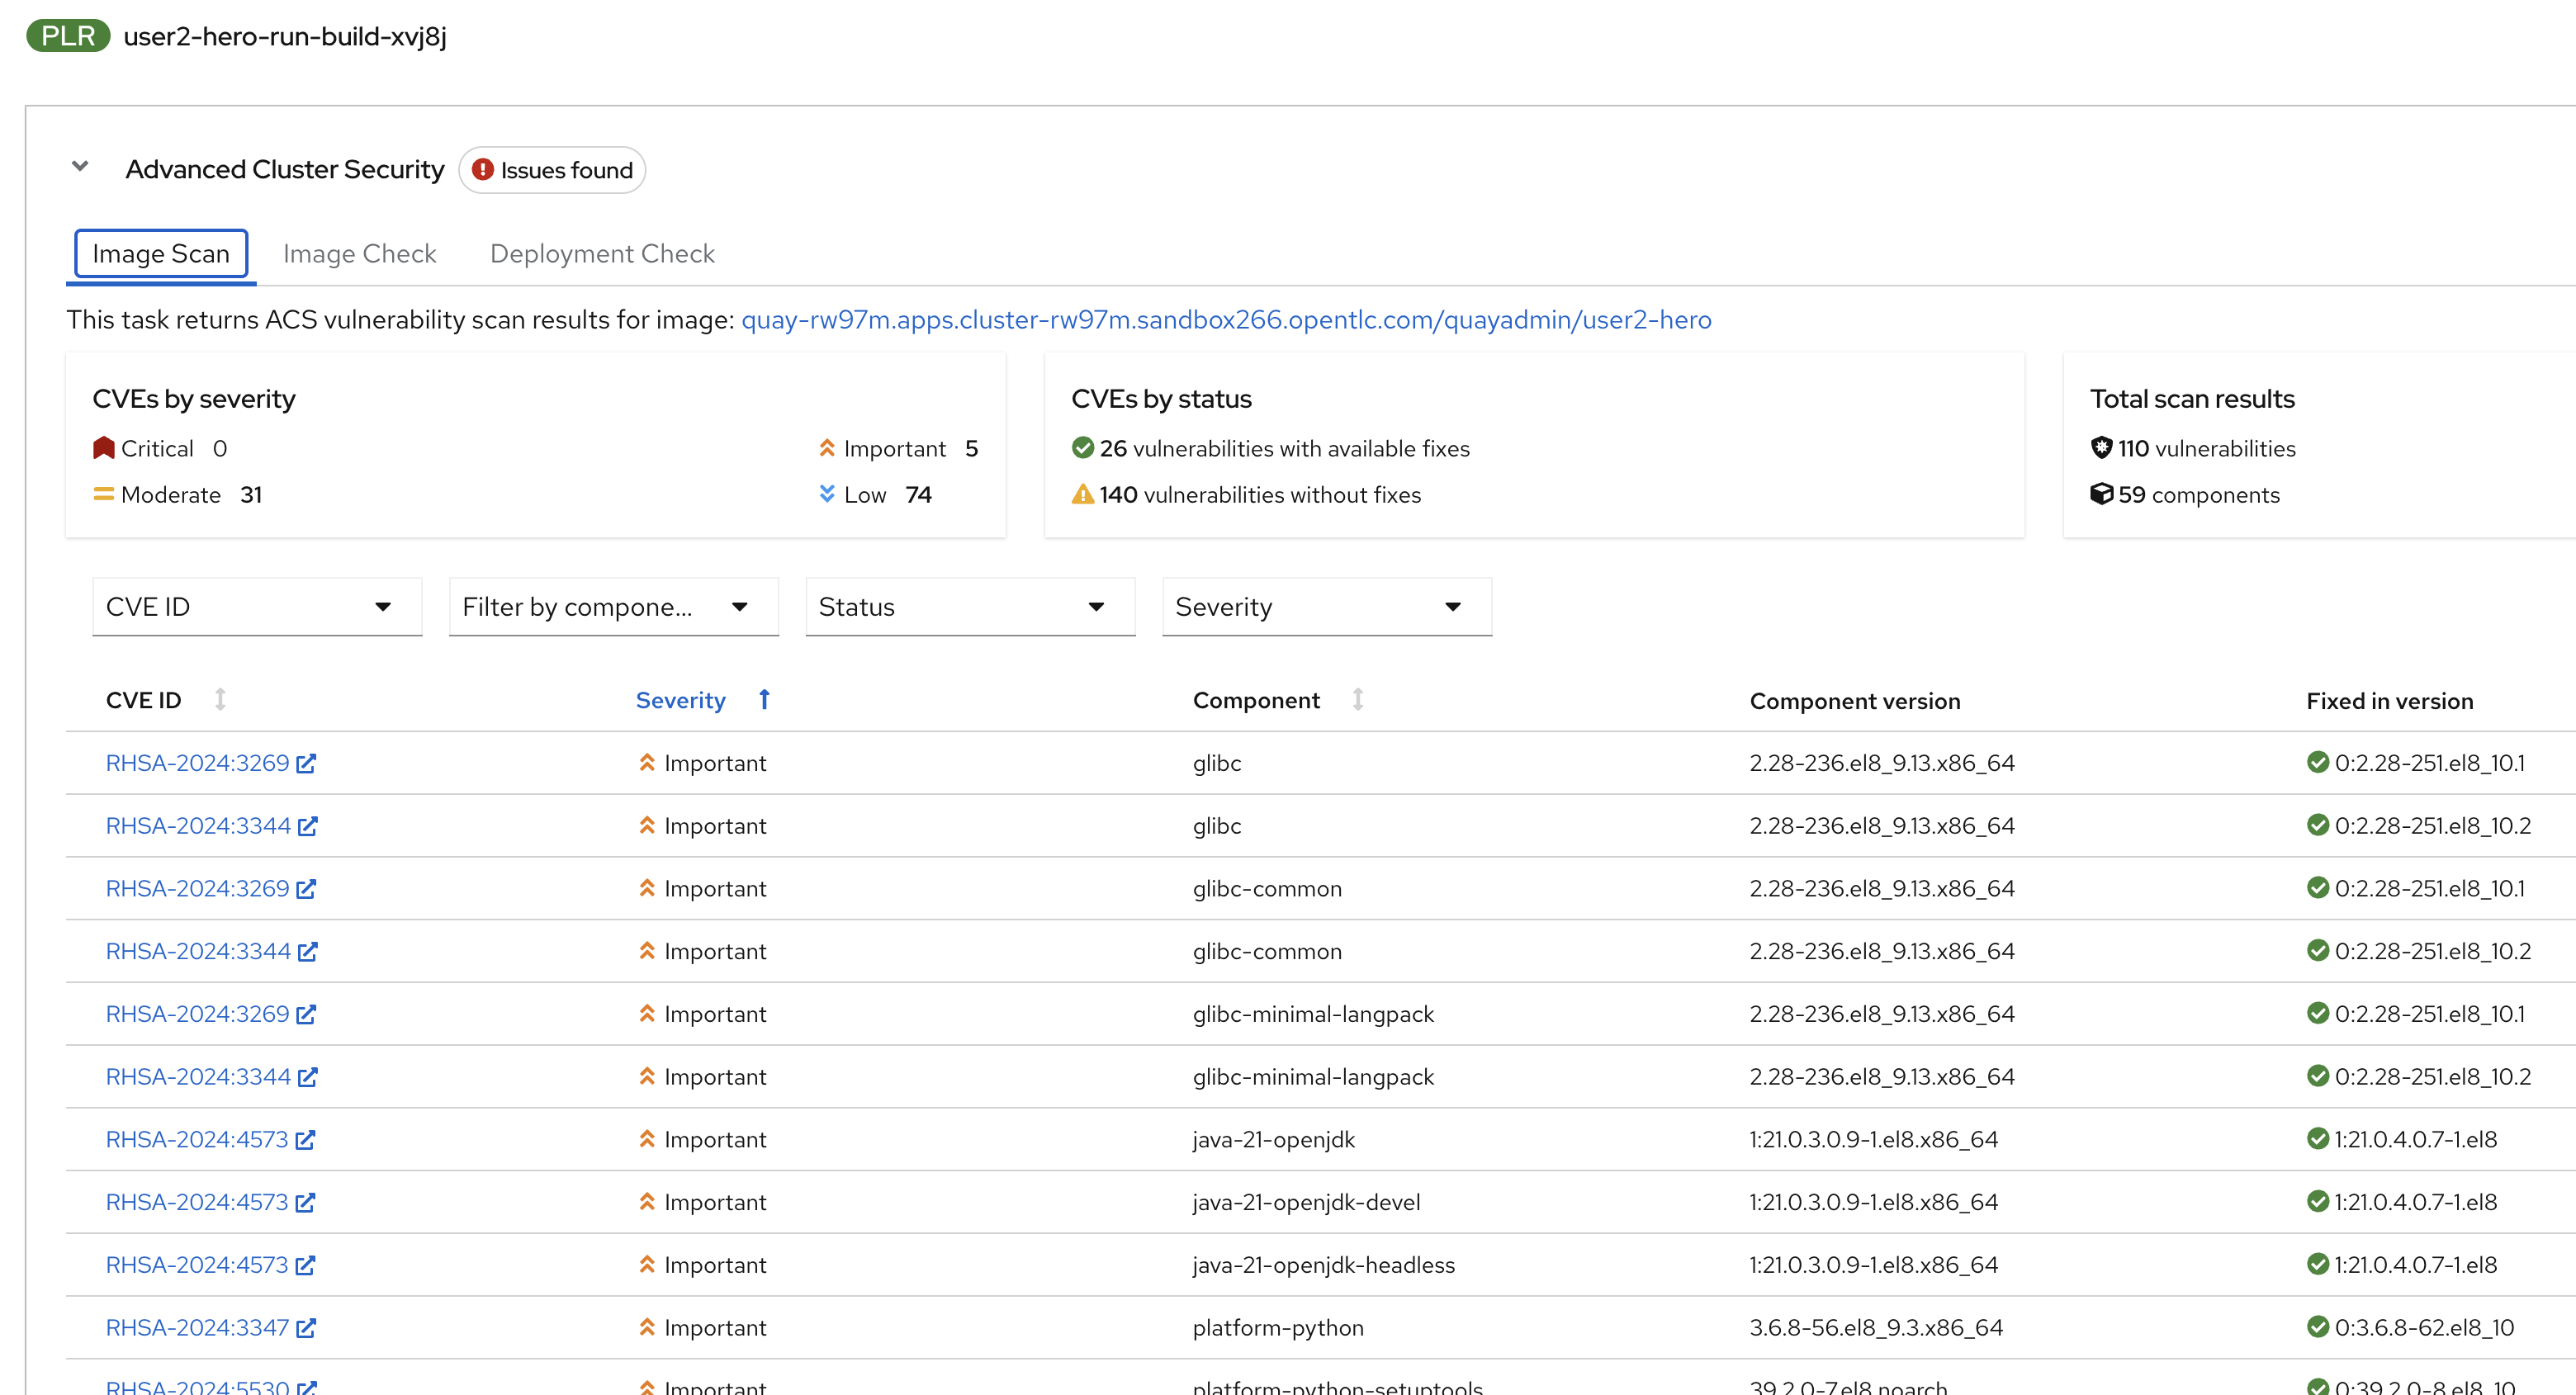 PLR user2-hero-run-build-xvj8j
Advanced Cluster Security Issues found
Image Scan Image Check Deployment Check
This task returns ACS vulnerability scan results for image: quay-rw97m.apps.cluster-rw97m.sandbox266.opentlc.com/quayadmin/user2-hero
CVEs by severity
Critical 0
Important 5
Moderate 31
Low 74
CVEs by status
26 vulnerabilities with available fixes
140 vulnerabilities without fixes
Total scan results
110 vulnerabilities
59 components
CVE ID Filter by compone... Status Severity
CVE ID Severity Component Component version Fixed in version
RHSA-2024:3269 Important glibc 2.28-236.el8_9.13.x86_64 0:2.28-251.el8_10.1
RHSA-2024:3344 Important glibc 2.28-236.el8_9.13.x86_64 0:2.28-251.el8_10.2
RHSA-2024:3269 Important glibc-common 2.28-236.el8_9.13.x86_64 0:2.28-251.el8_10.1
RHSA-2024:3344 Important glibc-common 2.28-236.el8_9.13.x86_64 0:2.28-251.el8_10.2
RHSA-2024:3269 Important glibc-minimal-langpack 2.28-236.el8_9.13.x86_64 0:2.28-251.el8_10.1
RHSA-2024:3344 Important glibc-minimal-langpack 2.28-236.el8_9.13.x86_64 0:2.28-251.el8_10.2
RHSA-2024:4573 Important java-21-openjdk 1:21.0.3.0.9-1.el8.x86_64 1:21.0.4.0.7-1.el8
RHSA-2024:4573 Important java-21-openjdk-devel 1:21.0.3.0.9-1.el8.x86_64 1:21.0.4.0.7-1.el8
RHSA-2024:4573 Important java-21-openjdk-headless 1:21.0.3.0.9-1.el8.x86_64 1:21.0.4.0.7-1.el8
RHSA-2024:3347 Important platform-python 3.6.8-56.el8_9.3.x86_64 0:3.6.8-62.el8_10
RHSA-2024:5530 Important platform-python-setuptools 39.2.0-7.el8.noarch 0:39.2.0-8.el8_10